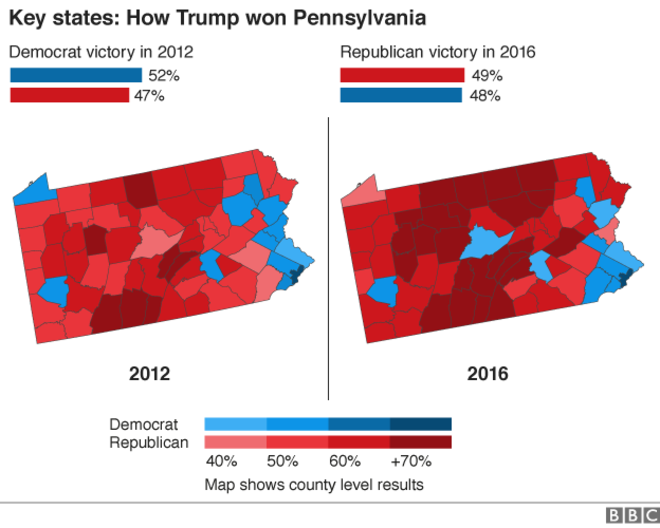 Key states: How Trump won Pennsylvania
Democrat victory in 2012
52%
47%
Republican victory in 2016
49%
48%
2012
2016
Democrat
Republican
40% 50% 60% +70%
Map shows county level results
BBC